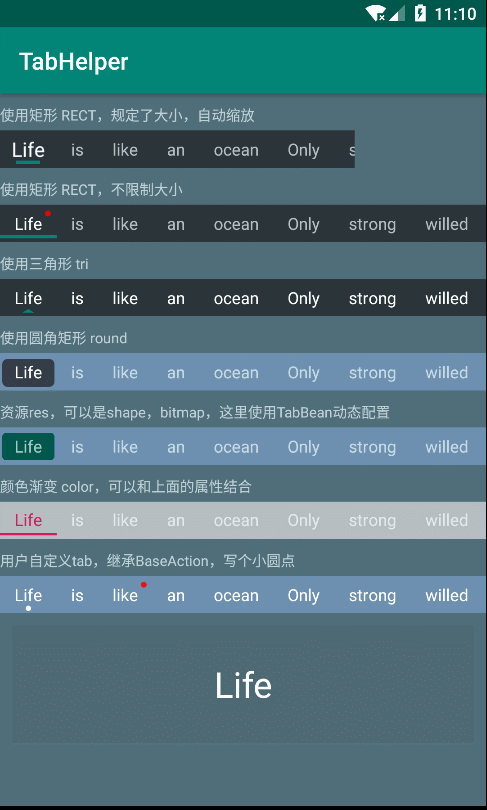 11:10
TabHelper
使用矩形 RECT，规定了大小，自动缩放
Life is like an ocean Only s
使用矩形 RECT，不限制大小
Life is like an ocean Only strong willed
使用三角形 tri
Life is like an ocean Only strong willed
使用圆角矩形 round
Life is like an ocean Only strong willed
资源res，可以是shape，bitmap，这里使用TabBean动态配置
Life is like an ocean Only strong willed
颜色渐变 color，可以和上面的属性结合
Life is like an ocean Only strong willed
用户自定义tab，继承BaseAction，写个小圆点
Life is like an ocean Only strong willed
Life